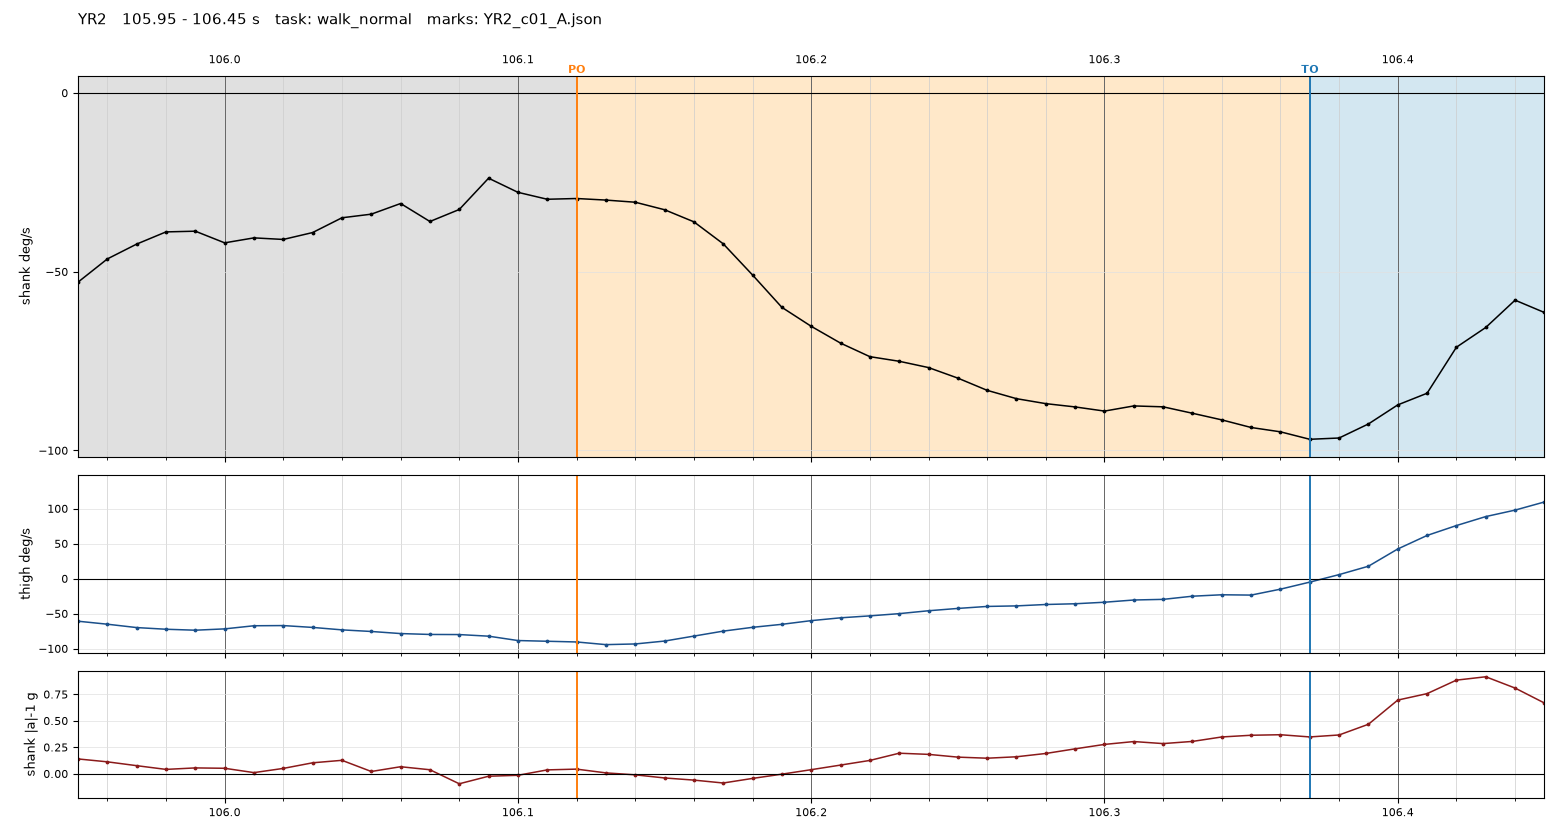 YR2   105.95 - 106.45 s   task: walk_normal   marks: YR2_c01_A.json
106.0 106.1 106.2 106.3 106.4
PO TO
0
−50
−100
shank deg/s
100
50
0
−50
−100
thigh deg/s
0.75
0.50
0.25
0.00
shank |a|-1 g
106.0 106.1 106.2 106.3 106.4